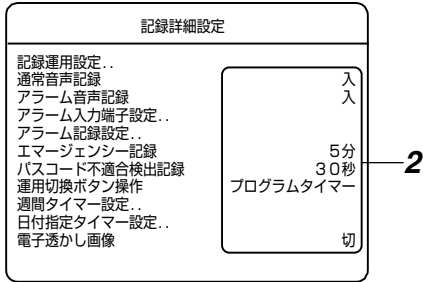 記録詳細設定
記録運用設定..
通常音声記録 入
アラーム音声記録 入
アラーム入力端子設定..
アラーム記録設定..
エマージェンシー記録 5分
パスコード不適合検出記録 30秒
運用切換ボタン操作 プログラムタイマー
週間タイマー設定..
日付指定タイマー設定..
電子透かし画像 切
2